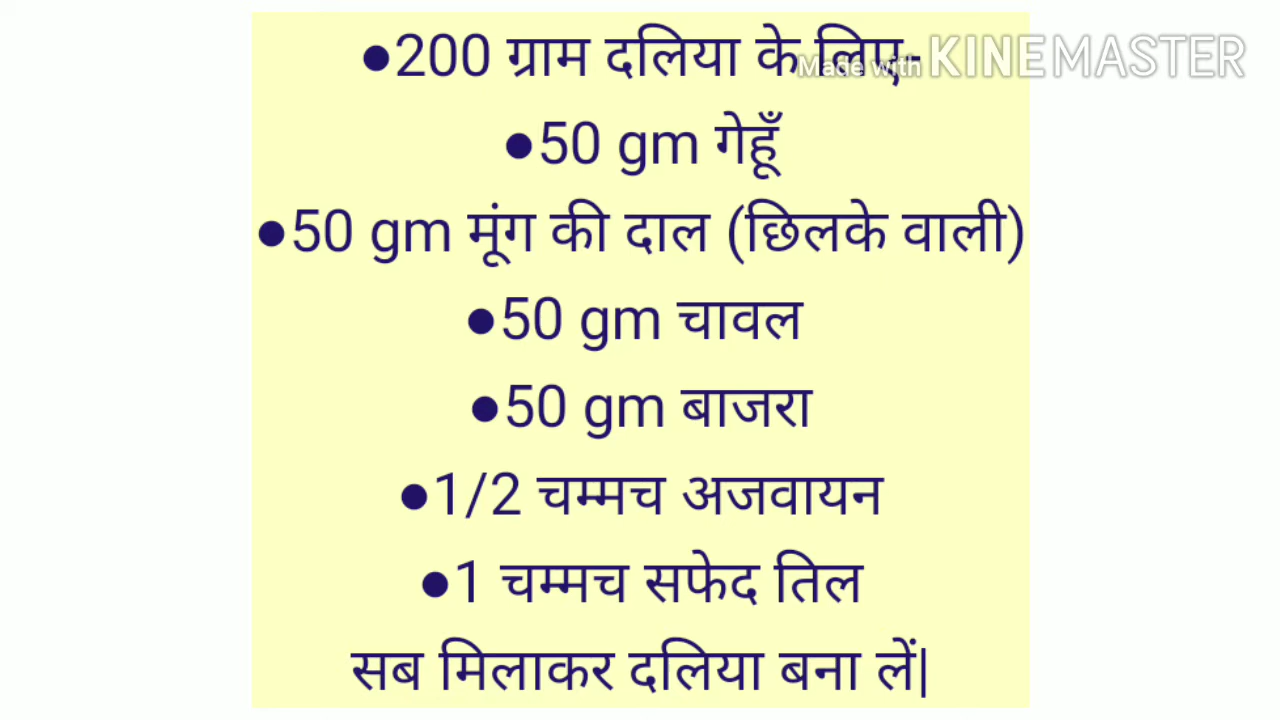 ●200 ग्राम दलिया के लिए-
Made with KINEMASTER
●50 gm गेहूँ
●50 gm मूंग की दाल (छिलके वाली)
●50 gm चावल
●50 gm बाजरा
●1/2 चम्मच अजवायन
●1 चम्मच सफेद तिल
सब मिलाकर दलिया बना लें|